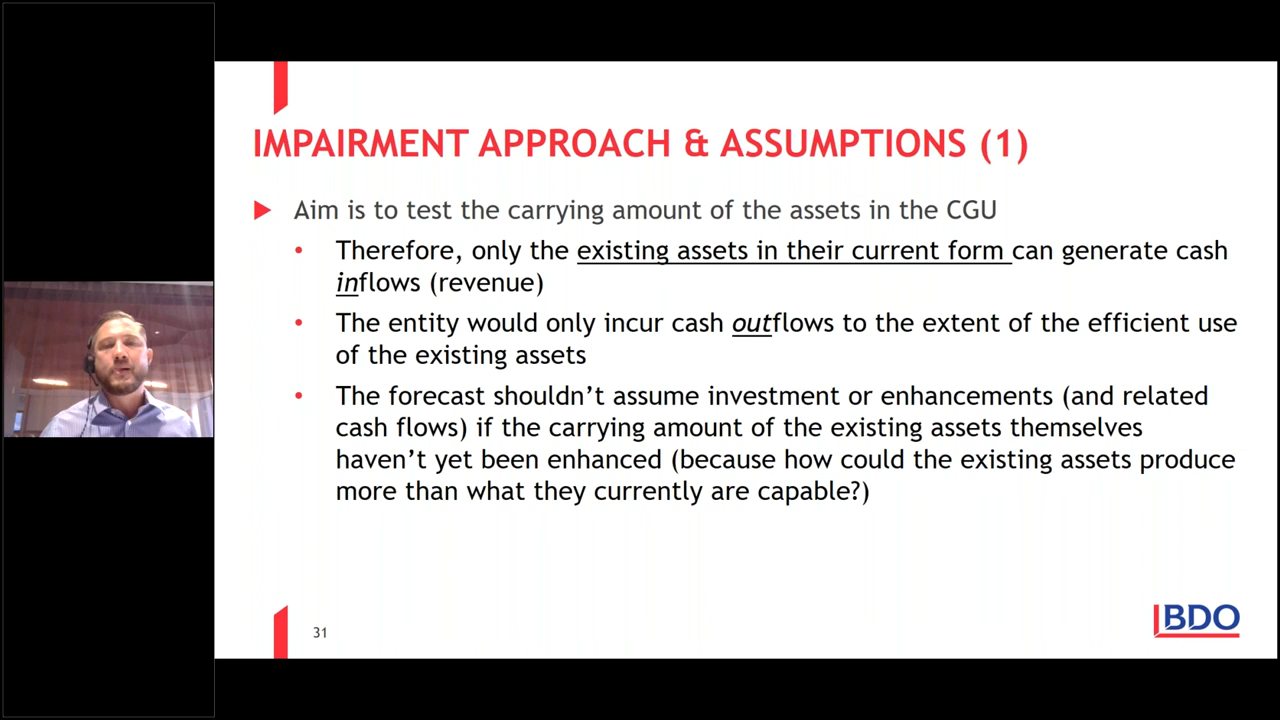 IMPAIRMENT APPROACH & ASSUMPTIONS (1)
Aim is to test the carrying amount of the assets in the CGU
Therefore, only the existing assets in their current form can generate cash
inflows (revenue)
The entity would only incur cash outflows to the extent of the efficient use
of the existing assets
The forecast shouldn’t assume investment or enhancements (and related
cash flows) if the carrying amount of the existing assets themselves
haven’t yet been enhanced (because how could the existing assets produce
more than what they currently are capable?)
31
BDO